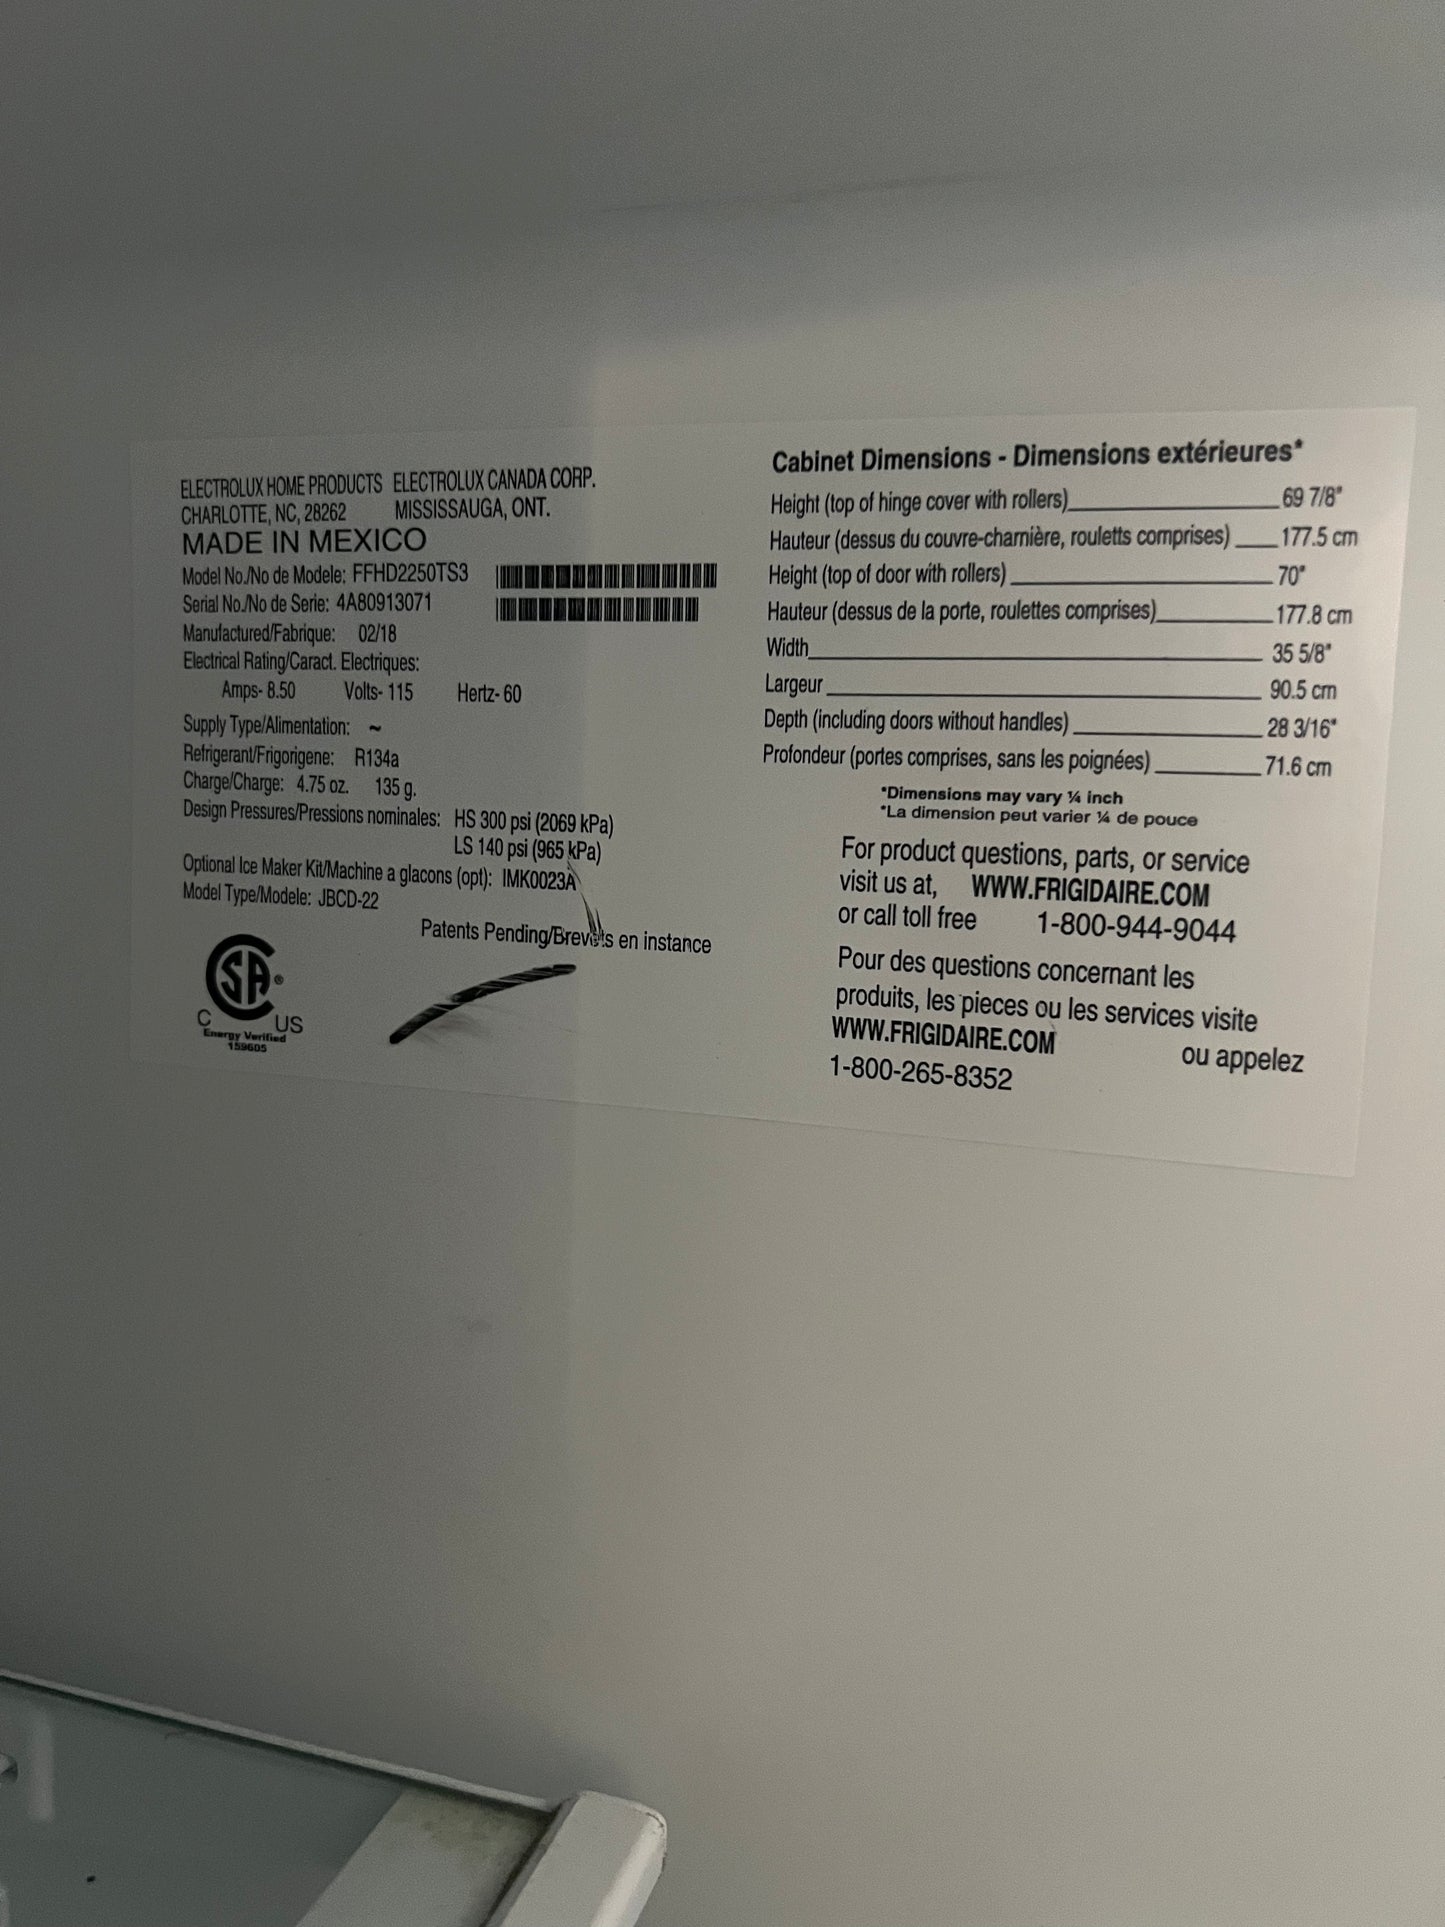 ELECTROLUX HOME PRODUCTS ELECTROLUX CANADA CORP.
CHARLOTTE, NC, 28262 MISSISSAUGA, ONT.
MADE IN MEXICO
Model No./No de Modele: FFHD2250TS3
Serial No./No de Serie: 4A80913071
Manufactured/Fabrique: 02/18
Electrical Rating/Caract. Electriques:
Amps- 8.50 Volts- 115 Hertz- 60
Supply Type/Alimentation: ~
Refrigerant/Frigorigene: R134a
Charge/Charge: 4.75 oz. 135 g.
Design Pressures/Pressions nominales: HS 300 psi (2069 kPa)
LS 140 psi (965 kPa)
Optional Ice Maker Kit/Machine a glacons (opt): IMK0023A
Model Type/Modele: JBCD-22
Patents Pending/Brevets en instance
SA®
C US
Energy Verified
159605
Cabinet Dimensions - Dimensions extérieures*
Height (top of hinge cover with rollers) 69 7/8"
Hauteur (dessus du couvre-charnière, rouletts comprises) 177.5 cm
Height (top of door with rollers) 70"
Hauteur (dessus de la porte, roulettes comprises) 177.8 cm
Width 35 5/8"
Largeur 90.5 cm
Depth (including doors without handles) 28 3/16"
Profondeur (portes comprises, sans les poignées) 71.6 cm
*Dimensions may vary ¼ inch
*La dimension peut varier ¼ de pouce
For product questions, parts, or service
visit us at, WWW.FRIGIDAIRE.COM
or call toll free 1-800-944-9044
Pour des questions concernant les
produits, les pieces ou les services visite
WWW.FRIGIDAIRE.COM ou appelez
1-800-265-8352